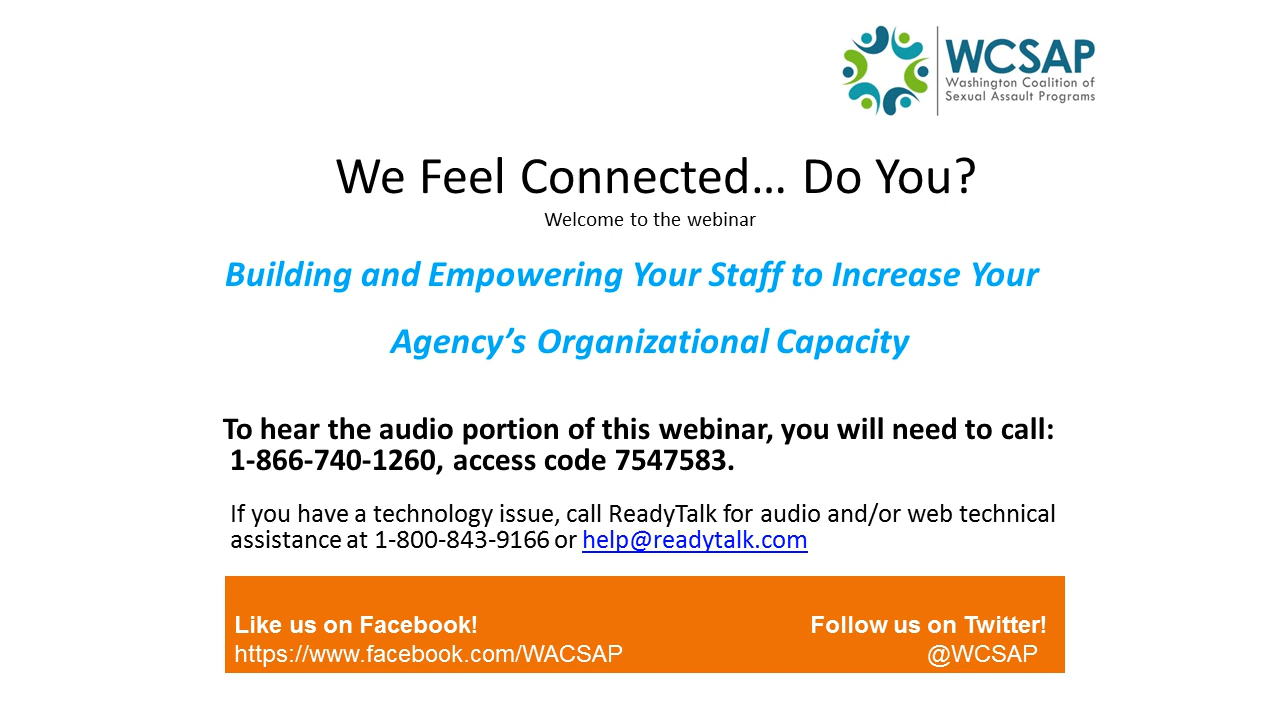 WCSAP
Washington Coalition of
Sexual Assault Programs
We Feel Connected… Do You?
Welcome to the webinar
Building and Empowering Your Staff to Increase Your
Agency’s Organizational Capacity
To hear the audio portion of this webinar, you will need to call:
1-866-740-1260, access code 7547583.
If you have a technology issue, call ReadyTalk for audio and/or web technical
assistance at 1-800-843-9166 or help@readytalk.com
Like us on Facebook! Follow us on Twitter!
https://www.facebook.com/WACSAP @WCSAP